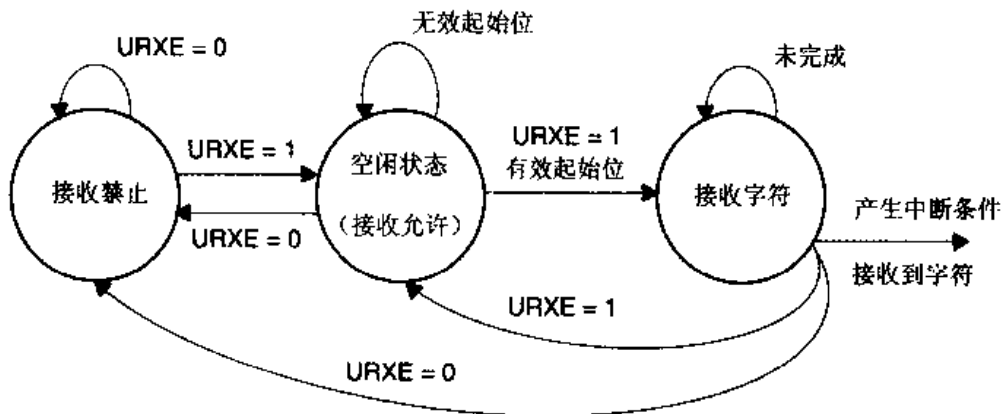 无效起始位
URXE = 0
未完成
URXE = 1
URXE = 1
空闲状态
有效起始位
接收禁止
接收字符
产生中断条件
(接收允许)
URXE = 0
接收到字符
URXE = 1
URXE = 0